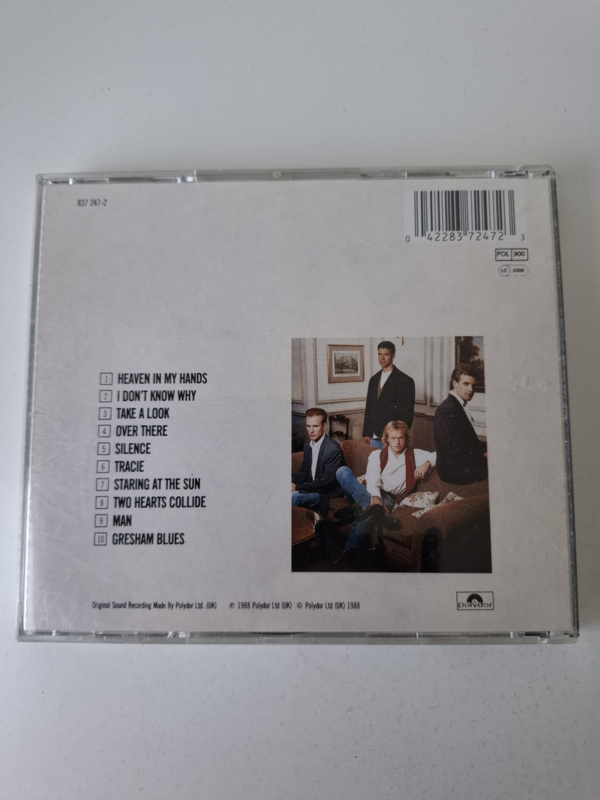 837 247-2
0 42283 72472 3
POL 900
LC
1 HEAVEN IN MY HANDS
2 I DON'T KNOW WHY
3 TAKE A LOOK
4 OVER THERE
5 SILENCE
6 TRACIE
7 STARING AT THE SUN
8 TWO HEARTS COLLIDE
9 MAN
10 GRESHAM BLUES
Original Sound Recording Made By Polydor Ltd. (UK) ℗ 1988 Polydor Ltd (UK) © Polydor Ltd (UK) 1988
polydor